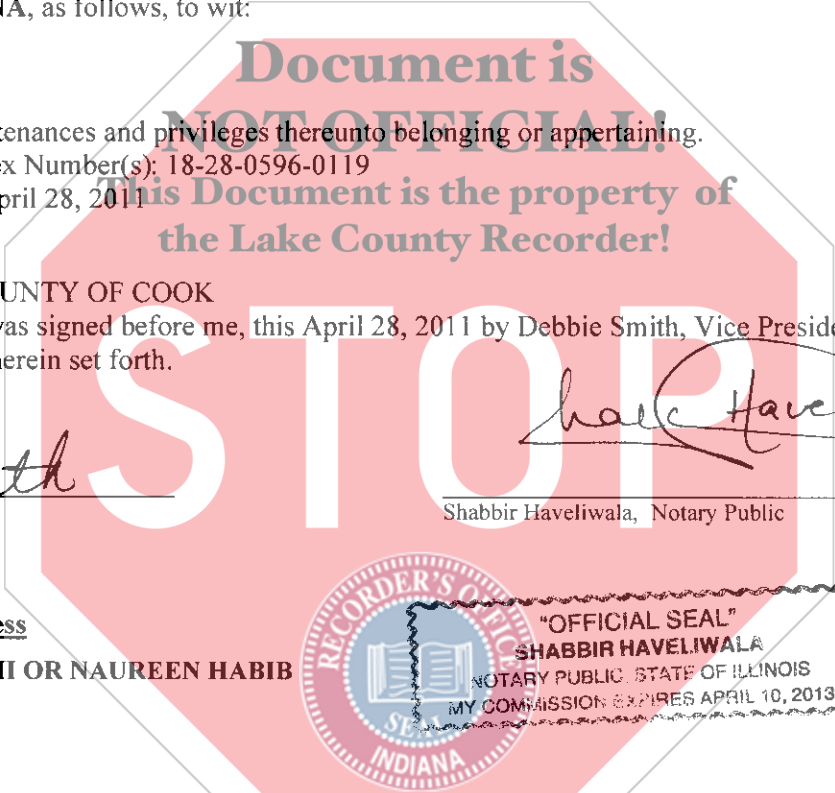 NA, as follows, to wit:
Document is
NOT OFFICIAL!
tenances and privileges thereunto belonging or appertaining.
ex Number(s): 18-28-0596-0119
This Document is the property of
pril 28, 2011
the Lake County Recorder!
UNTY OF COOK
was signed before me, this April 28, 2011 by Debbie Smith, Vice Preside
herein set forth.
STOP
th
Have
Shabbir Haveliwala, Notary Public
RECORDER'S OFFICE
SEAL
INDIANA
ess
II OR NAUREEN HABIB
"OFFICIAL SEAL"
SHABBIR HAVELIWALA
NOTARY PUBLIC, STATE OF ILLINOIS
MY COMMISSION EXPIRES APRIL 10, 2013